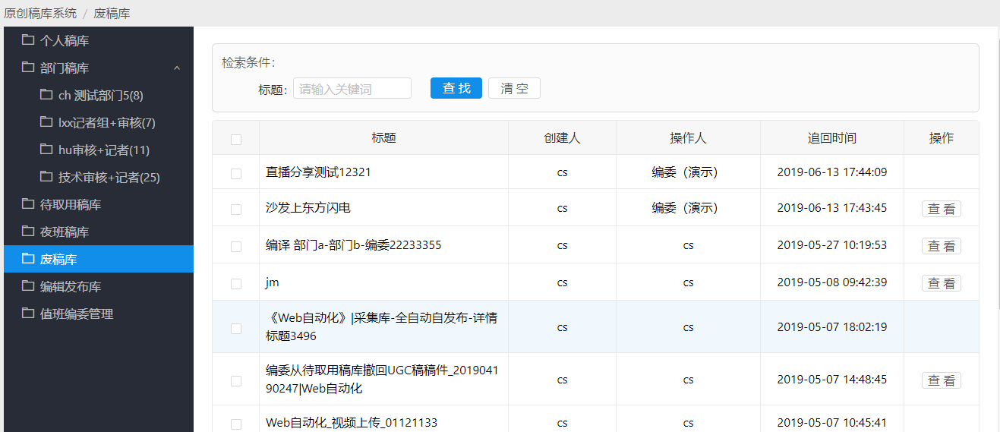 原创稿库系统 / 废稿库
个人稿库
部门稿库
ch 测试部门5(8)
lxx记者组+审核(7)
hu审核+记者(11)
技术审核+记者(25)
待取用稿库
夜班稿库
废稿库
编辑发布库
值班编委管理
检索条件:
标题: 请输入关键词 查 找 清 空
标题 创建人 操作人 追回时间 操作
直播分享测试12321 cs 编委（演示） 2019-06-13 17:44:09
沙发上东方闪电 cs 编委（演示） 2019-06-13 17:43:45 查 看
编译 部门a-部门b-编委22233355 cs cs 2019-05-27 10:19:53 查 看
jm cs cs 2019-05-08 09:42:39 查 看
《Web自动化》|采集库-全自动自发布-详情
标题3496 cs cs 2019-05-07 18:02:19
编委从待取用稿库撤回UGC稿稿件_2019041
90247|Web自动化 cs cs 2019-05-07 14:48:45 查 看
Web自动化_视频上传_01121133 cs cs 2019-05-07 10:45:41